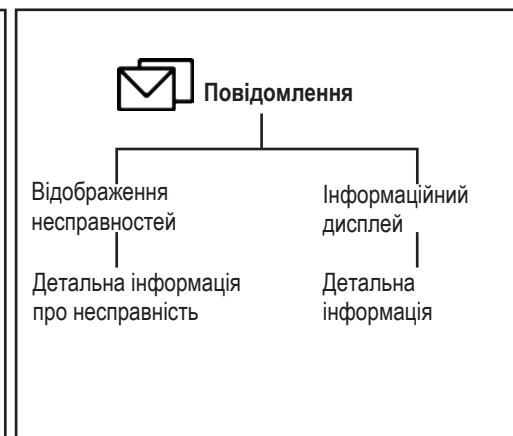 Повідомлення
Відображення
несправностей
Детальна інформація
про несправність
Інформаційний
дисплей
Детальна
інформація